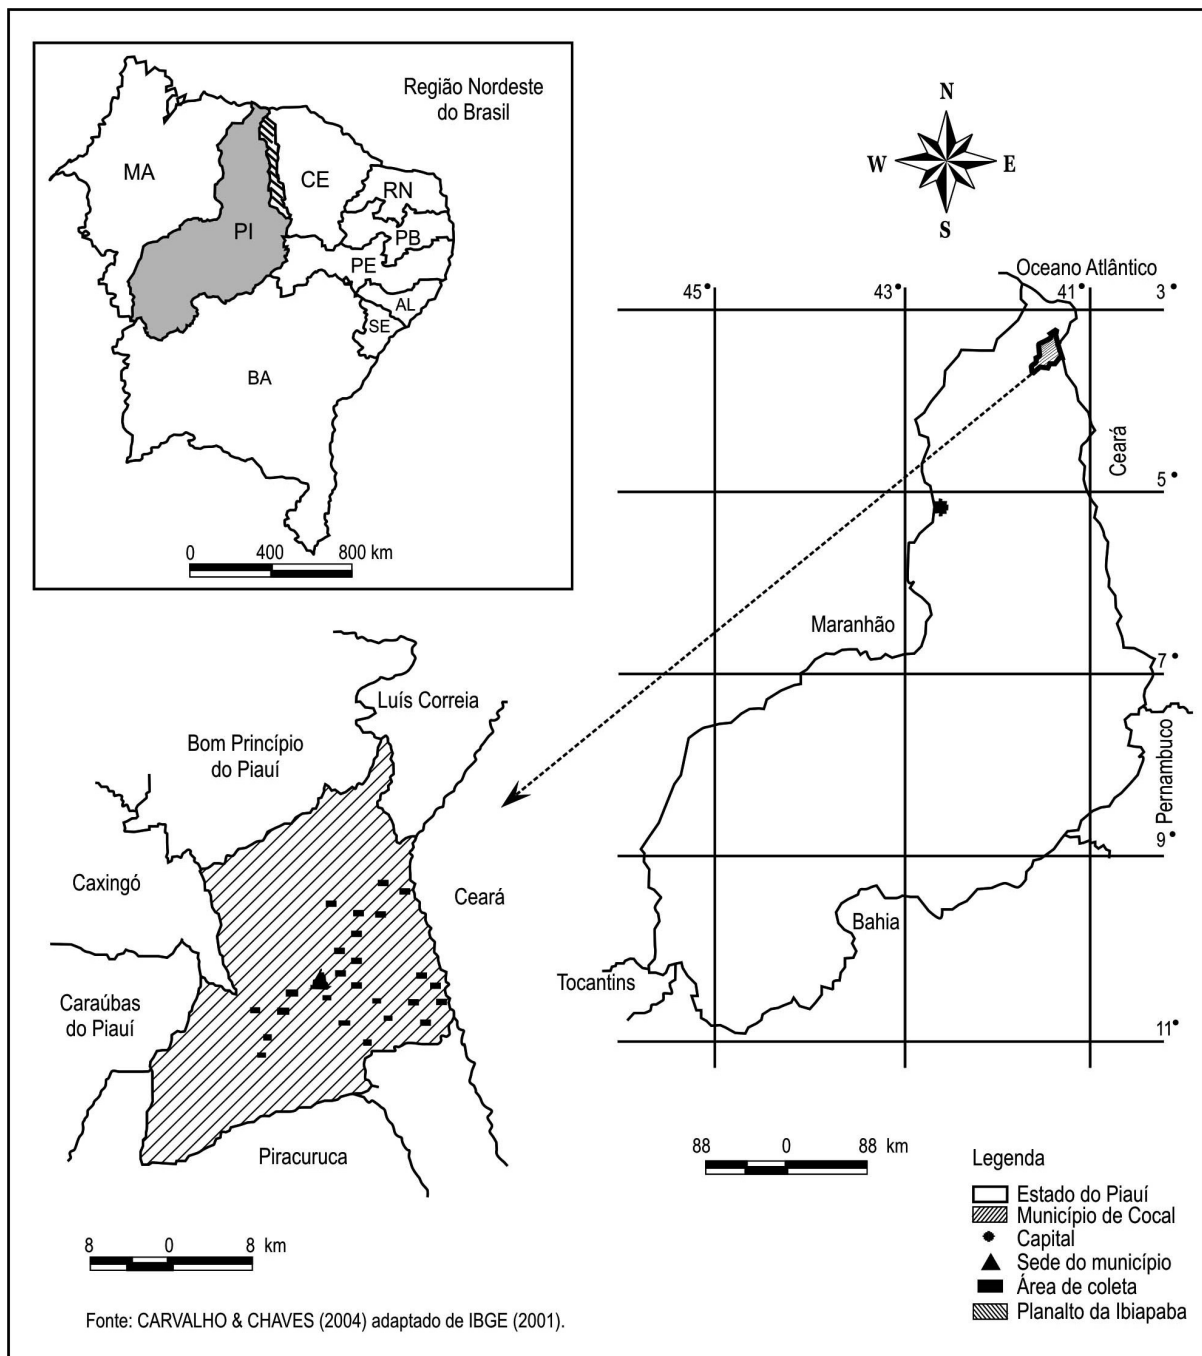 Região Nordeste
do Brasil
MA
CE
RN
PI
PB
PE
AL
SE
BA
0 400 800 km
N
W E
S
Oceano Atlântico
45° 43° 41° 3°
Ceará
5°
Maranhão
7°
Pernambuco
9°
Bahia
Tocantins
11°
88 0 88 km
Luís Correia
Bom Princípio
do Piauí
Caxingó
Ceará
Caraúbas
do Piauí
Piracuruca
8 0 8 km
Legenda
Estado do Piauí
Município de Cocal
Capital
Sede do município
Área de coleta
Planalto da Ibiapaba
Fonte: CARVALHO & CHAVES (2004) adaptado de IBGE (2001).